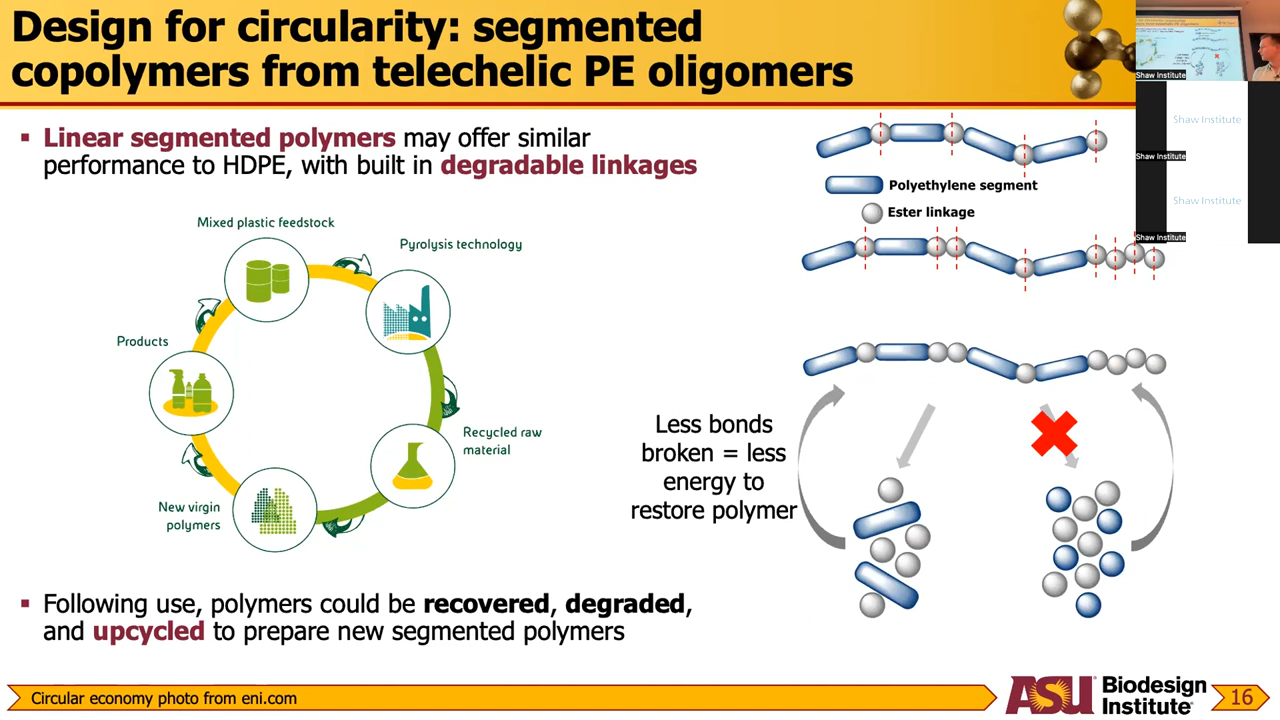 Design for circularity: segmented
copolymers from telechelic PE oligomers
Linear segmented polymers may offer similar
performance to HDPE, with built in degradable linkages
Mixed plastic feedstock
Pyrolysis technology
Products
Recycled raw
material
New virgin
polymers
Polyethylene segment
Ester linkage
Less bonds
broken = less
energy to
restore polymer
Following use, polymers could be recovered, degraded,
and upcycled to prepare new segmented polymers
Circular economy photo from eni.com
ASU Biodesign
Institute
16
Shaw Institute
Shaw Institute
Shaw Institute
Shaw Institute
Shaw Institute